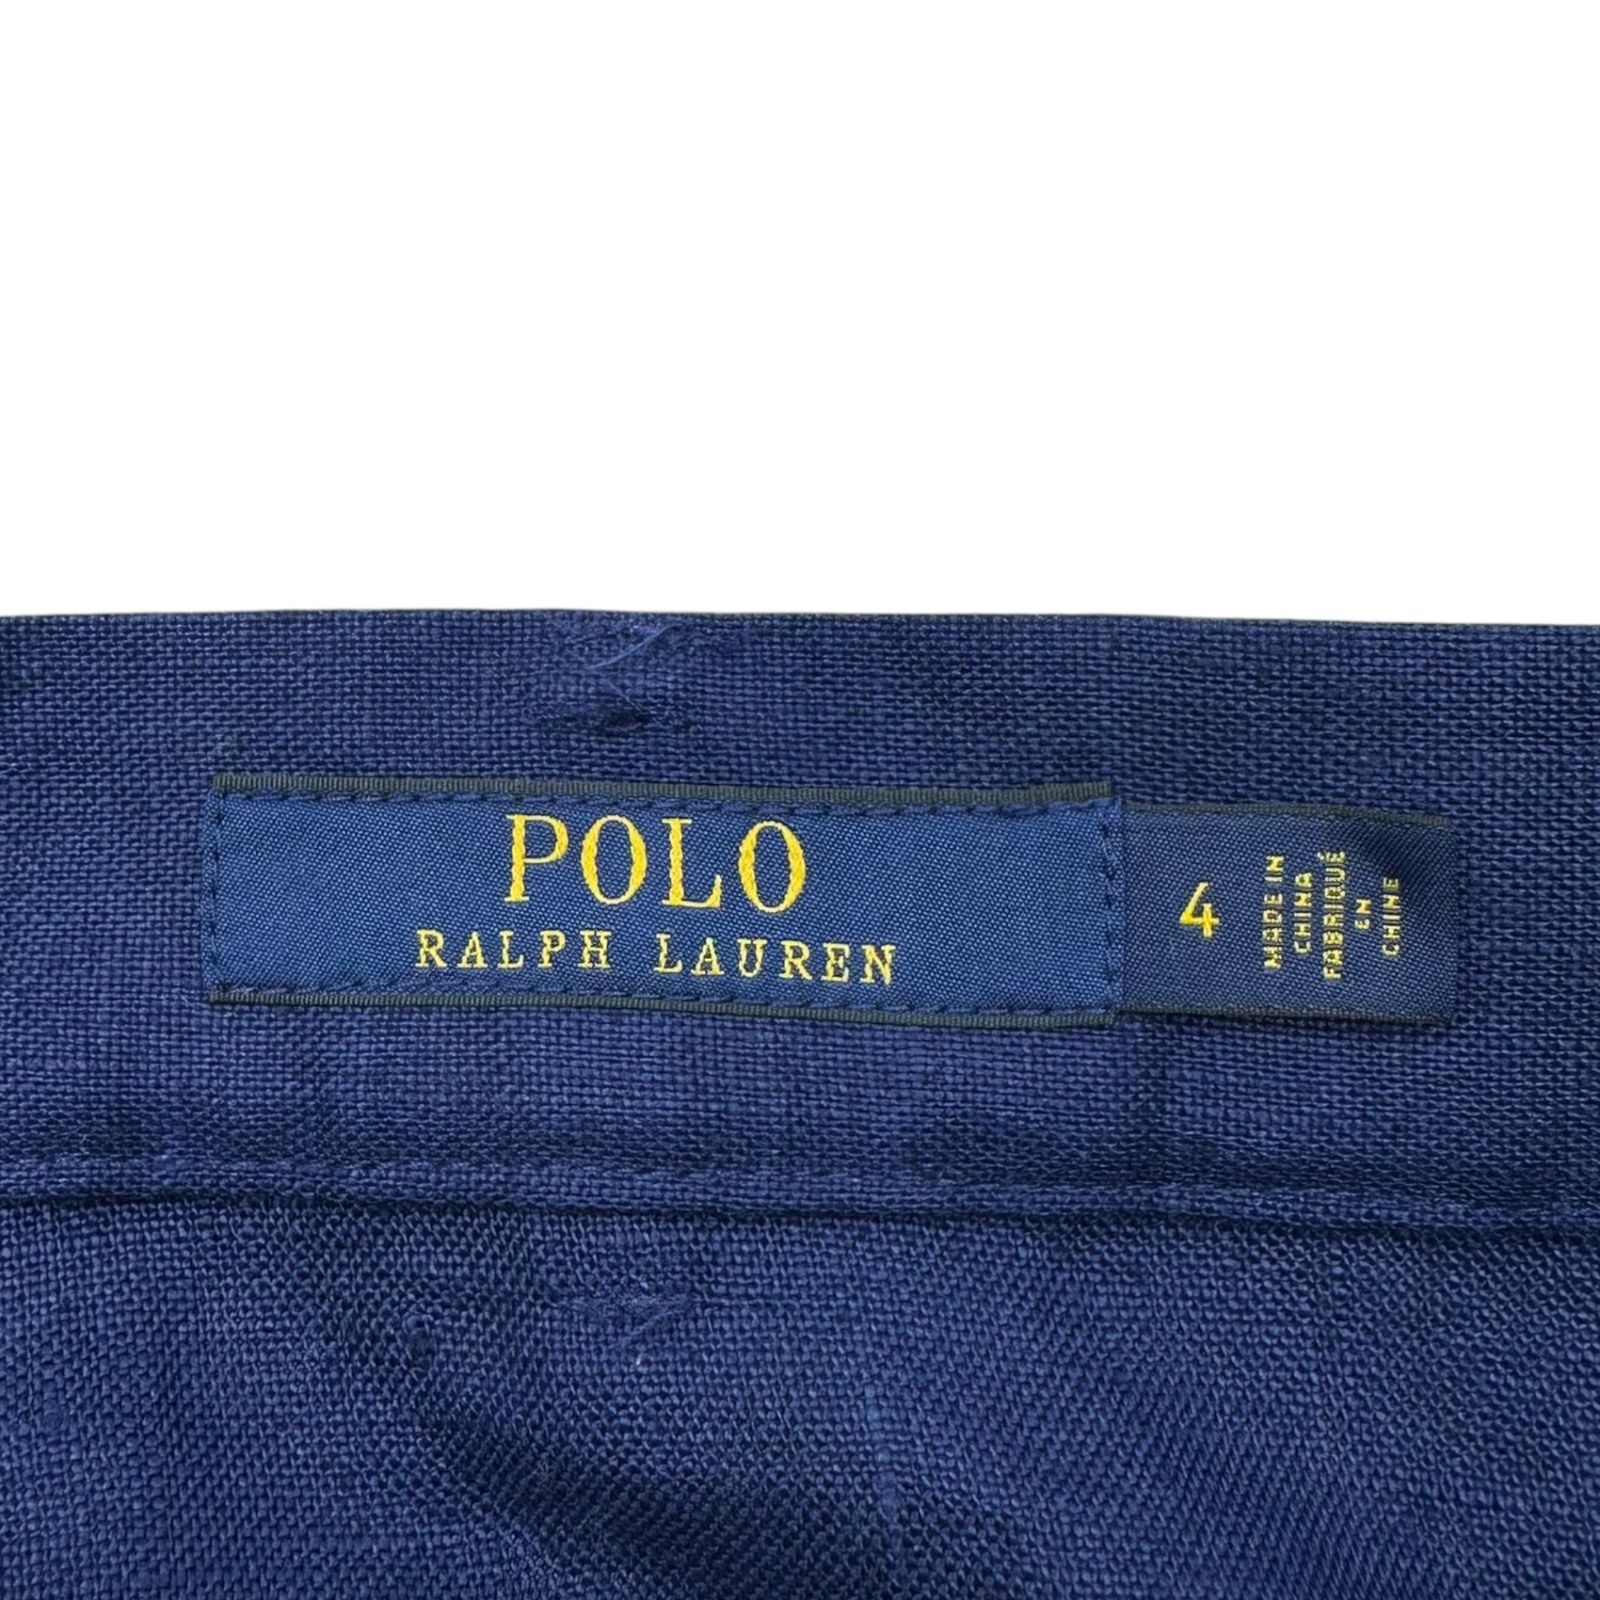 POLO
RALPH LAUREN
4
MADE IN
CHINA
FABRIQUÉ
EN
CHINE